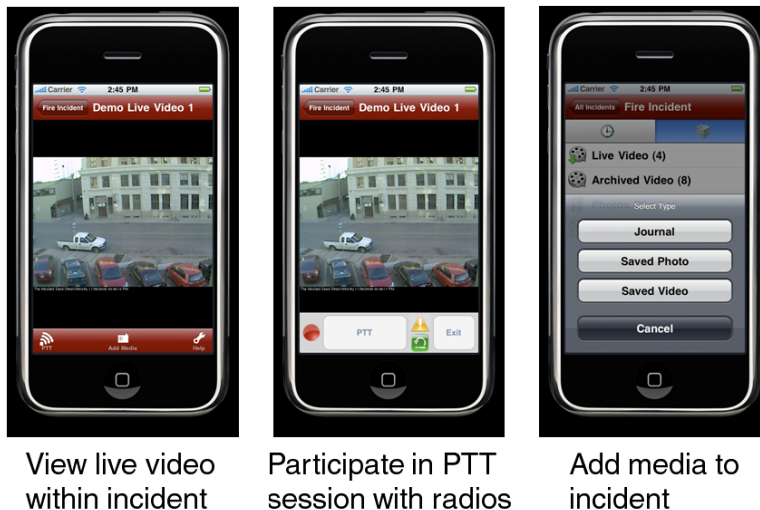 Carrier 2:45 PM
Fire Incident Demo Live Video 1
PTT Add Media Help
View live video
within incident
Carrier 2:45 PM
Fire Incident Demo Live Video 1
PTT Exit
Participate in PTT
session with radios
Carrier 2:45 PM
All Incidents Fire Incident
Live Video (4)
Archived Video (8)
Photos
Select Type
Journal
Saved Photo
Saved Video
Cancel
Add media to
incident